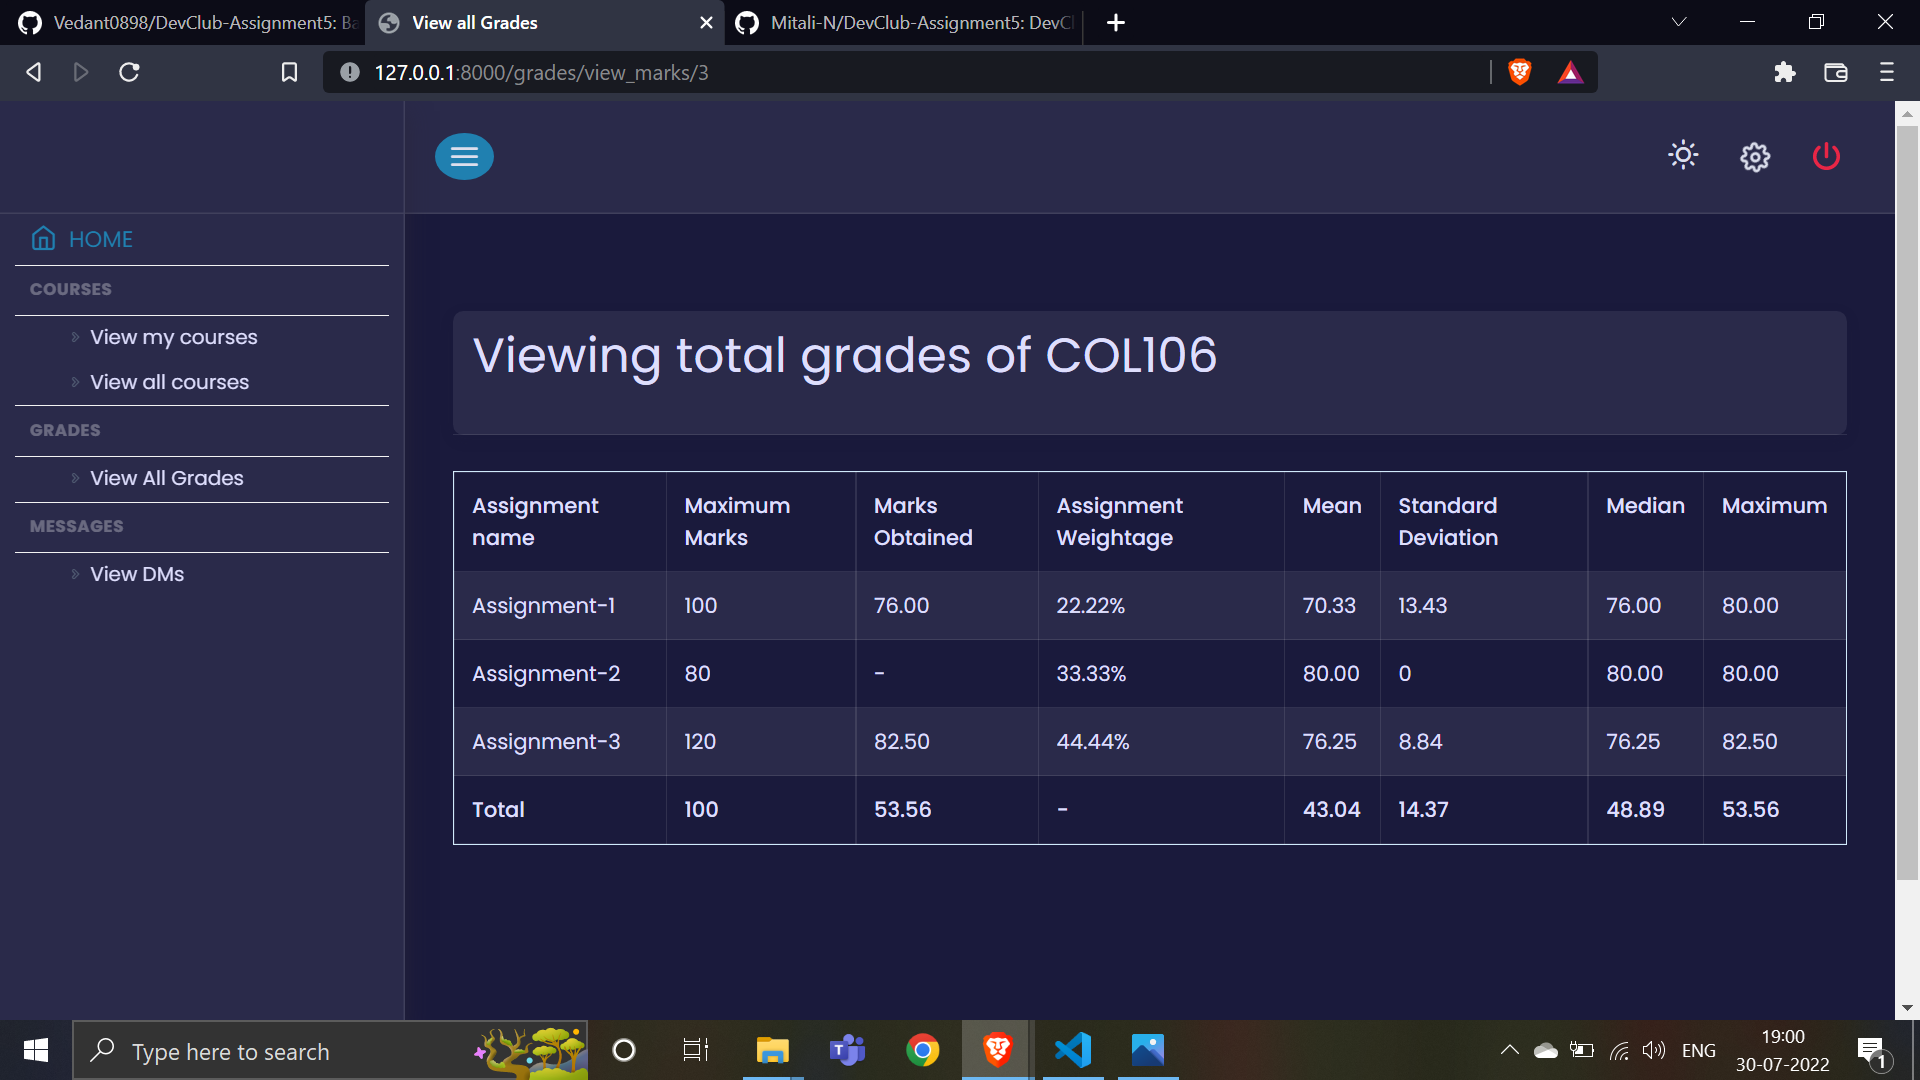 Vedant0898/DevClub-Assignment5: Ba
View all Grades
Mitali-N/DevClub-Assignment5: DevCl
127.0.0.1:8000/grades/view_marks/3
HOME
COURSES
View my courses
View all courses
GRADES
View All Grades
MESSAGES
View DMs
Viewing total grades of COL106
Assignment name Maximum Marks Marks Obtained Assignment Weightage Mean Standard Deviation Median Maximum
Assignment-1 100 76.00 22.22% 70.33 13.43 76.00 80.00
Assignment-2 80 - 33.33% 80.00 0 80.00 80.00
Assignment-3 120 82.50 44.44% 76.25 8.84 76.25 82.50
Total 100 53.56 - 43.04 14.37 48.89 53.56
Type here to search
ENG
19:00
30-07-2022
1